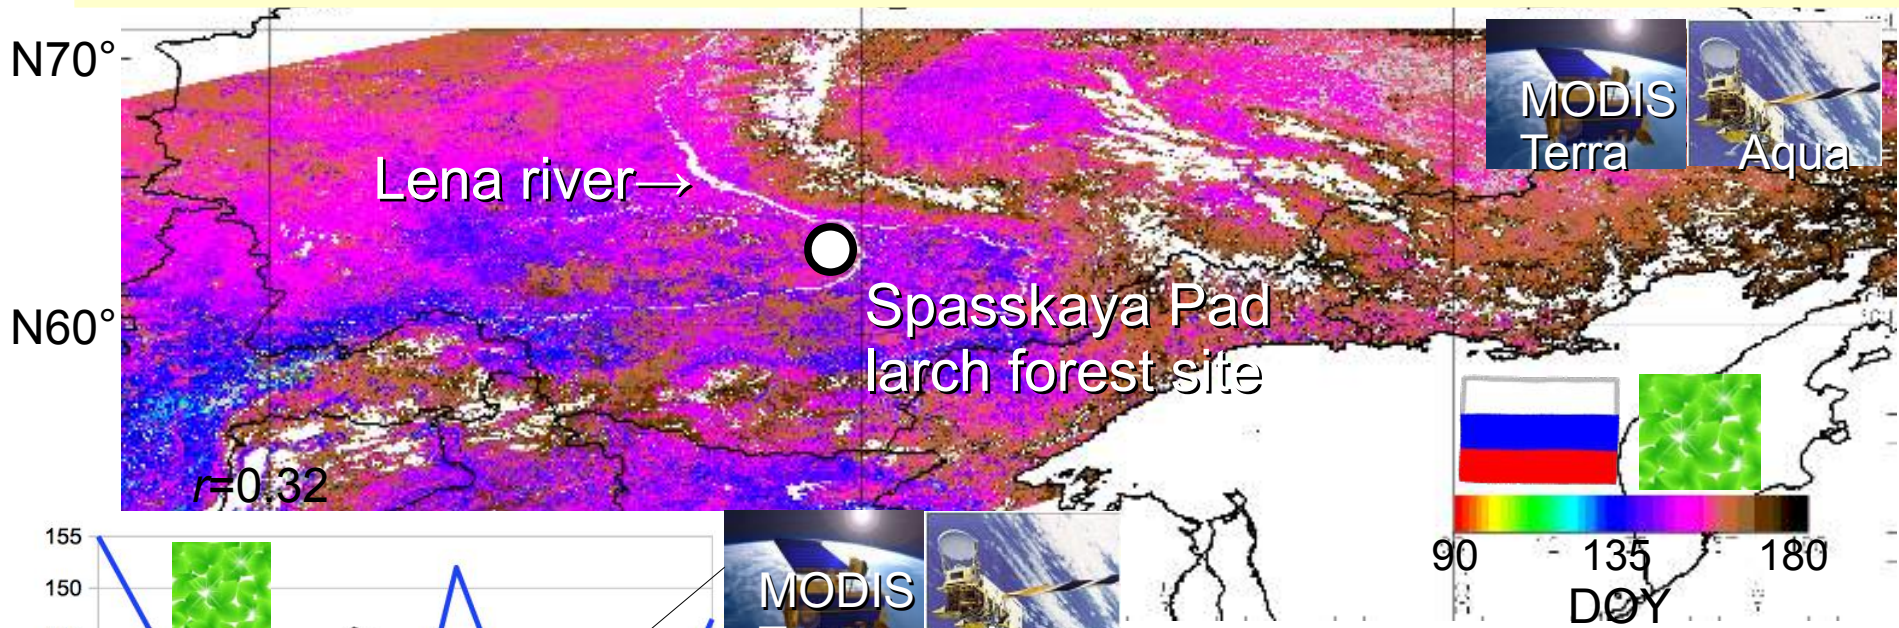 N70°
MODIS
Terra
Aqua
Lena river→
N60°
Spasskaya Pad
larch forest site
r=0.32
90 135 180
DOY
155
150
MODIS